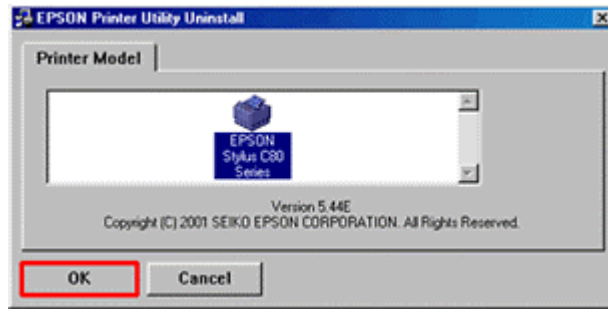 EPSON Printer Utility Uninstall
Printer Model
EPSON
Stylus C80
Series
Version 5.44E
Copyright (C) 2001 SEIKO EPSON CORPORATION. All Rights Reserved.
OK Cancel